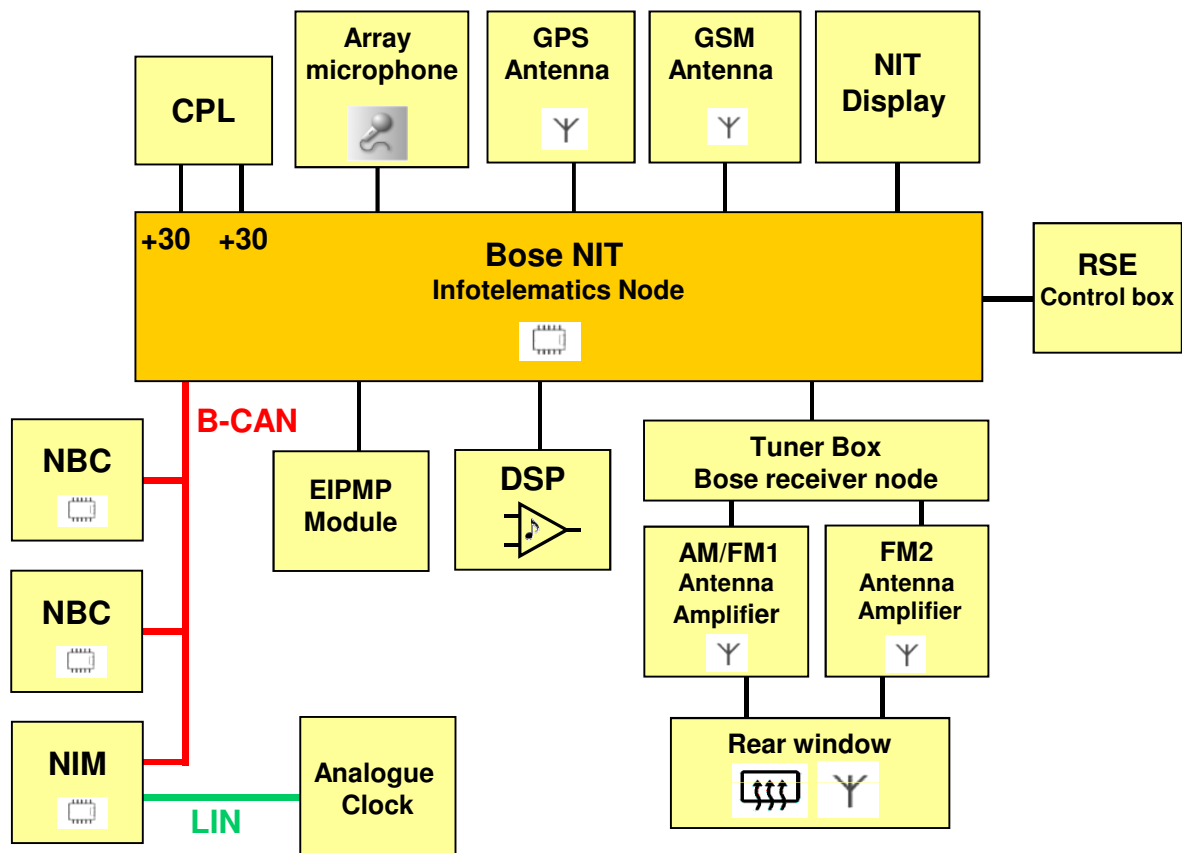 CPL
Array
microphone
GPS
Antenna
GSM
Antenna
NIT
Display
+30 +30
Bose NIT
Infotelematics Node
RSE
Control box
B-CAN
NBC
EIPMP
Module
DSP
Tuner Box
Bose receiver node
AM/FM1
Antenna
Amplifier
FM2
Antenna
Amplifier
NBC
Rear window
NIM
LIN
Analogue
Clock